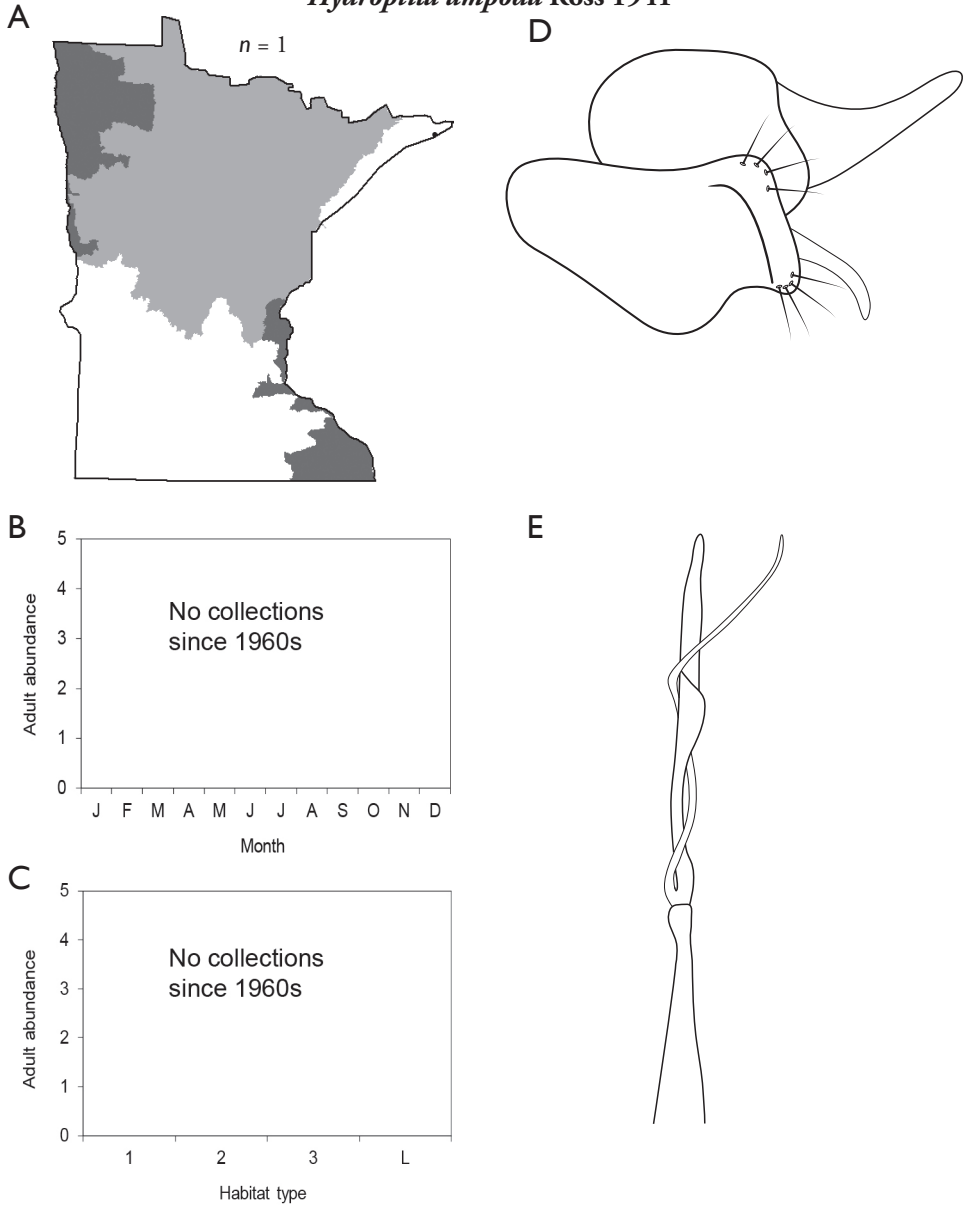 Hydroptila ampoda Ross 1941
A
n = 1
D
B
5
4
3
2
1
0
Adult abundance
No collections
since 1960s
J F M A M J J A S O N D
Month
E
C
5
4
3
2
1
0
Adult abundance
No collections
since 1960s
1 2 3 L
Habitat type